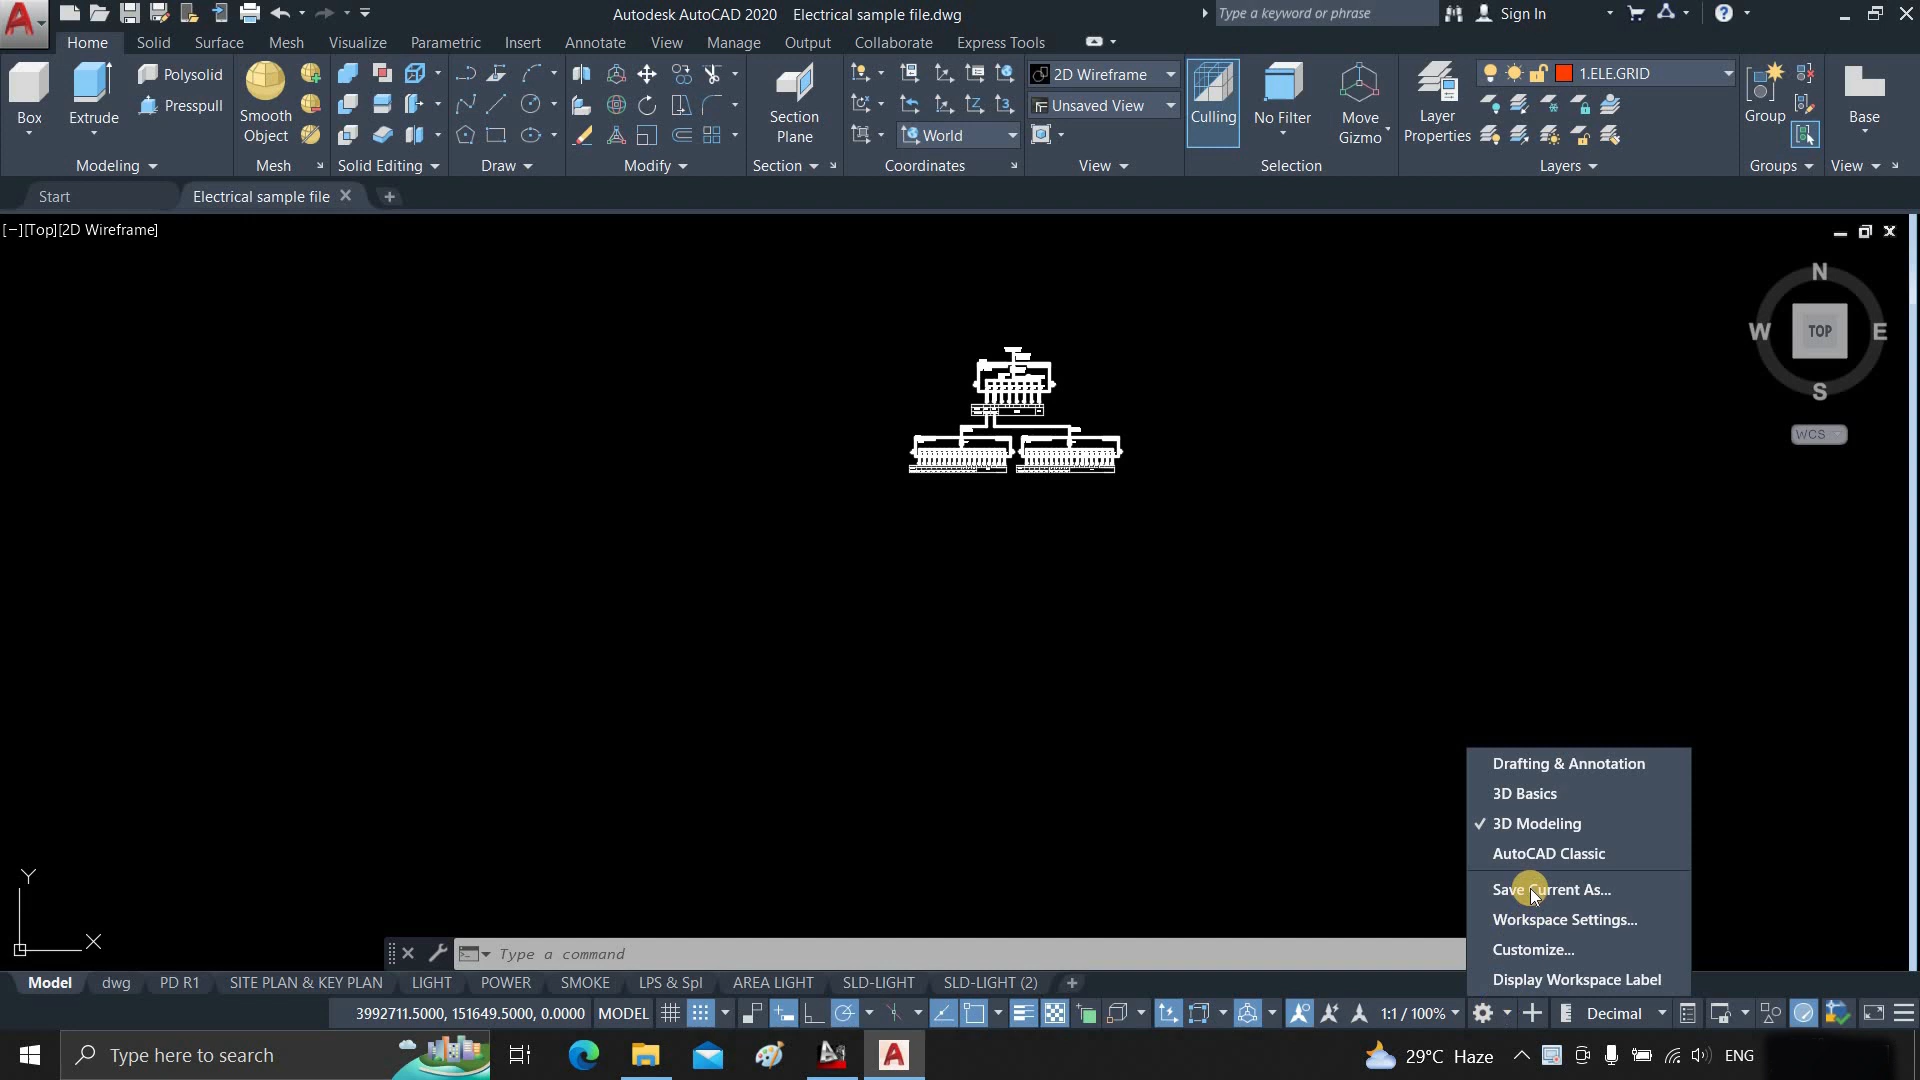 Autodesk AutoCAD 2020 Electrical sample file.dwg
Type a keyword or phrase
Sign In
Home Solid Surface Mesh Visualize Parametric Insert Annotate View Manage Output Collaborate Express Tools
Box
Extrude
Polysolid
Presspull
Modeling
Smooth
Object
Mesh
Solid Editing
Draw
Modify
Section
Plane
Section
World
Coordinates
2D Wireframe
Unsaved View
View
Culling
No Filter
Move
Gizmo
Selection
Layer
Properties
1.ELE.GRID
Layers
Group
Groups
Base
View
Start
Electrical sample file
[−][Top][2D Wireframe]
N
W TOP E
S
WCS
Drafting & Annotation
3D Basics
3D Modeling
AutoCAD Classic
Save Current As...
Workspace Settings...
Customize...
Display Workspace Label
Y
X
Type a command
Model dwg PD R1 SITE PLAN & KEY PLAN LIGHT POWER SMOKE LPS & Spl AREA LIGHT SLD-LIGHT SLD-LIGHT (2)
3992711.5000, 151649.5000, 0.0000 MODEL 1:1 / 100% Decimal
Type here to search
29°C Haze
ENG